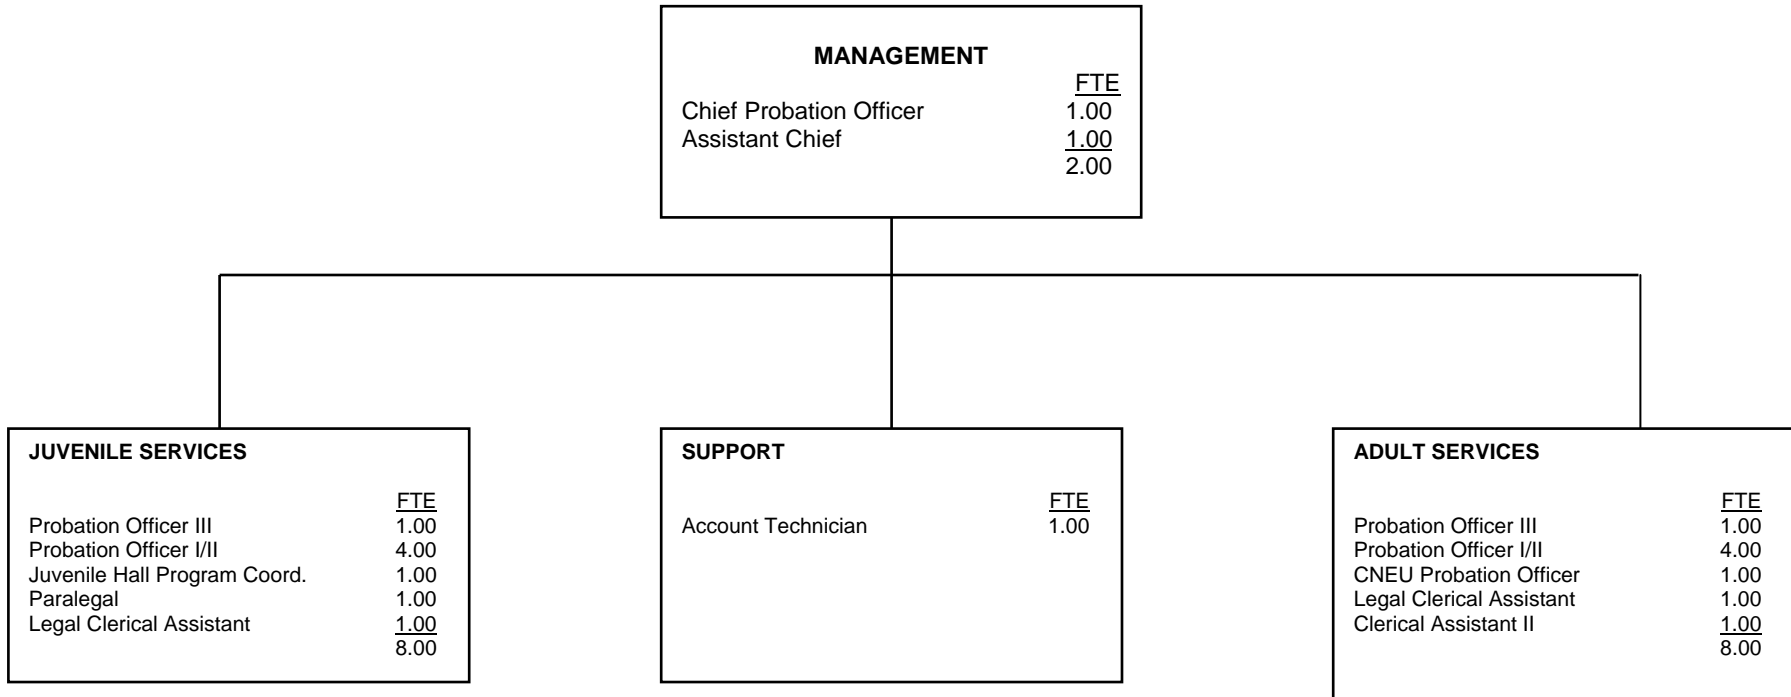 MANAGEMENT
FTE
Chief Probation Officer 1.00
Assistant Chief 1.00
2.00
JUVENILE SERVICES
FTE
Probation Officer III 1.00
Probation Officer I/II 4.00
Juvenile Hall Program Coord. 1.00
Paralegal 1.00
Legal Clerical Assistant 1.00
8.00
SUPPORT
FTE
Account Technician 1.00
ADULT SERVICES
FTE
Probation Officer III 1.00
Probation Officer I/II 4.00
CNEU Probation Officer 1.00
Legal Clerical Assistant 1.00
Clerical Assistant II 1.00
8.00